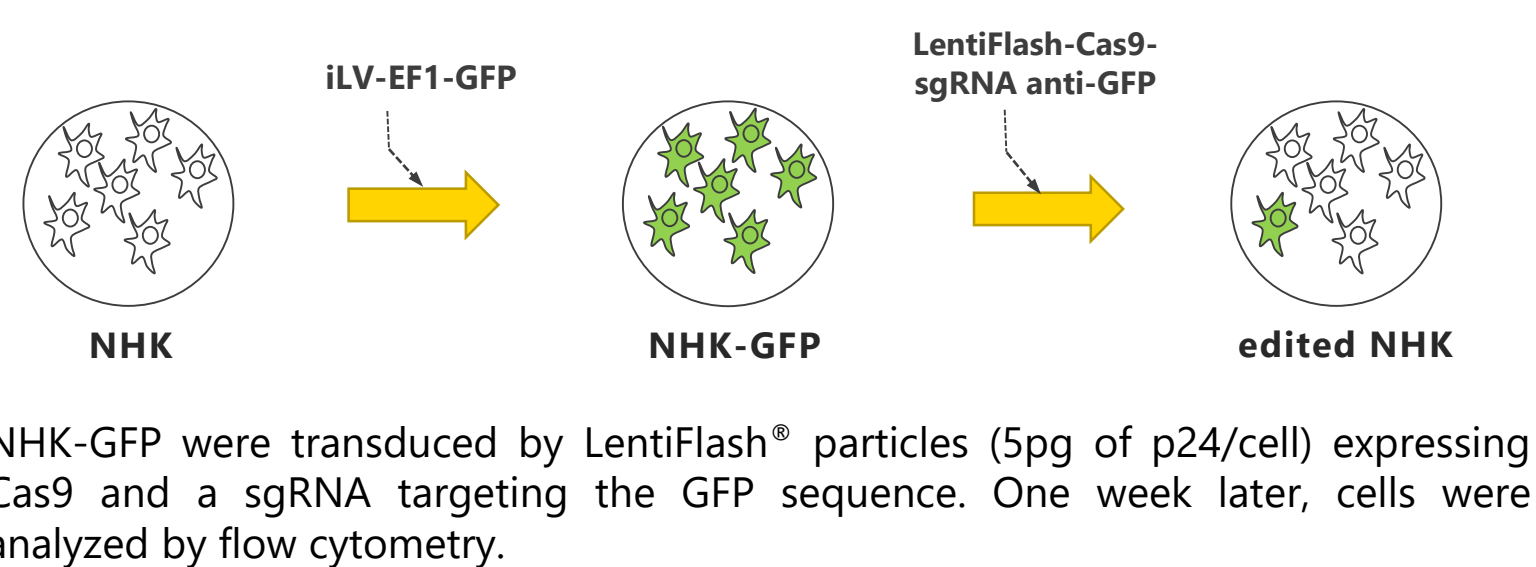 iLV-EF1-GFP
LentiFlash-Cas9-
sgRNA anti-GFP
NHK
NHK-GFP
edited NHK
NHK-GFP were transduced by LentiFlash® particles (5pg of p24/cell) expressing
Cas9 and a sgRNA targeting the GFP sequence. One week later, cells were
analyzed by flow cytometry.